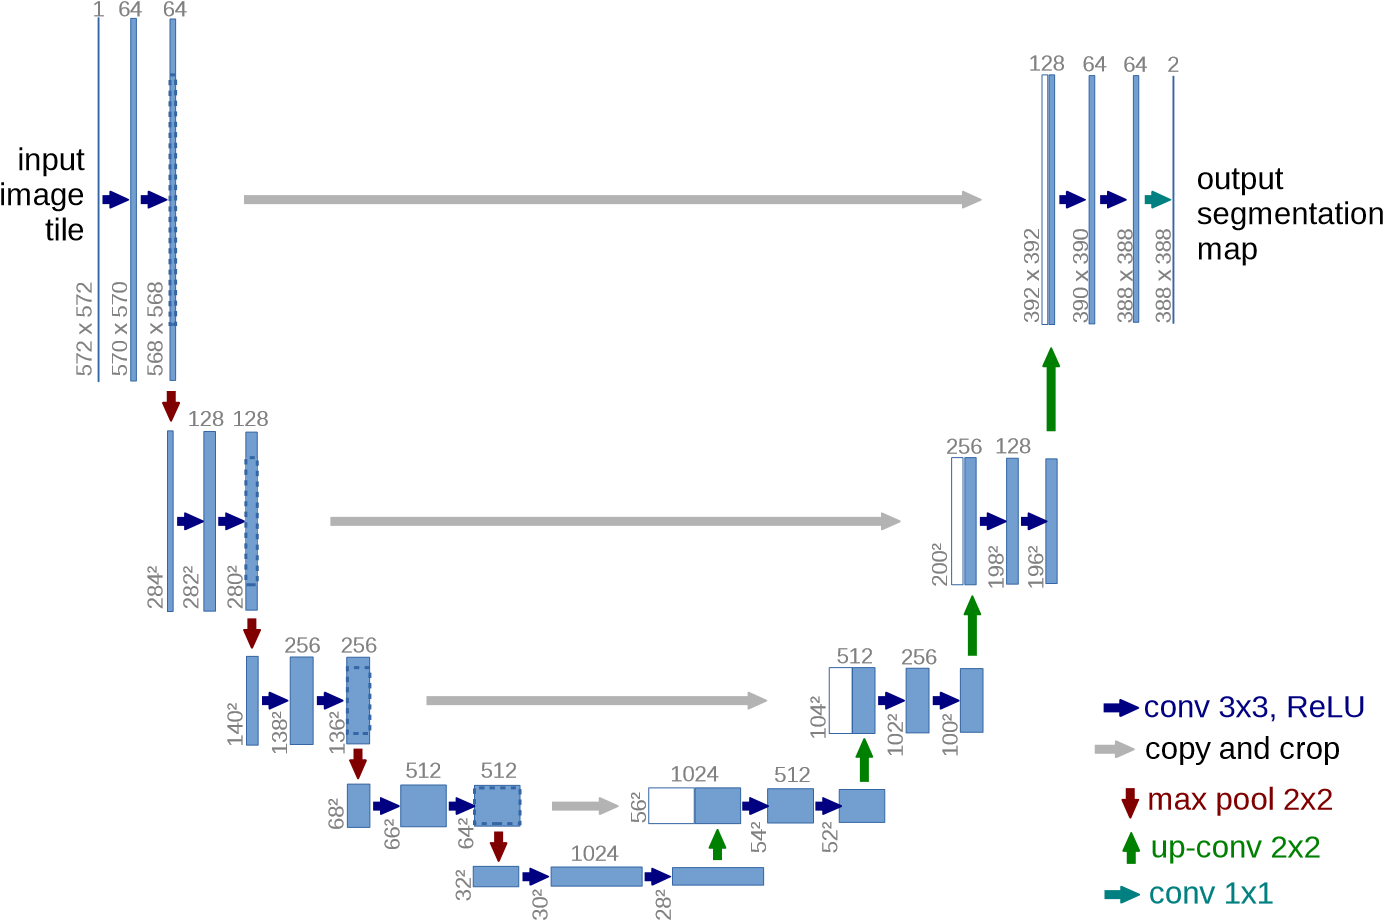 1 64 64
input
image
tile
572 x 572
570 x 570
568 x 568
128 64 64 2
output
segmentation
map
392 x 392
390 x 390
388 x 388
388 x 388
128 128
284²
282²
280²
256 128
200²
198²
196²
256 256
140²
138²
136²
512 256
104²
102²
100²
512 512
68²
66²
64²
1024 512
56²
54²
52²
1024
32²
30²
28²
conv 3x3, ReLU
copy and crop
max pool 2x2
up-conv 2x2
conv 1x1